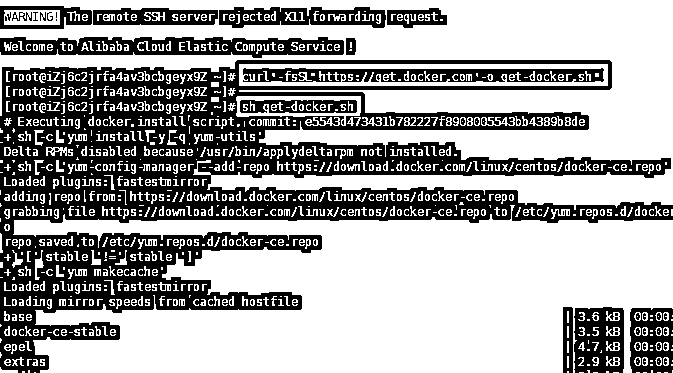 WARNING! The remote SSH server rejected X11 forwarding request.
Welcome to Alibaba Cloud Elastic Compute Service !
[root@iZj6c2jrfa4av3bcbgeyx9Z ~]# curl -fsSL https://get.docker.com -o get-docker.sh
[root@iZj6c2jrfa4av3bcbgeyx9Z ~]#
[root@iZj6c2jrfa4av3bcbgeyx9Z ~]# sh get-docker.sh
# Executing docker install script, commit: e5543d473431b782227f8908005543bb4389b8de
+ sh -c 'yum install -y -q yum-utils'
Delta RPMs disabled because /usr/bin/applydeltarpm not installed.
+ sh -c 'yum-config-manager --add-repo https://download.docker.com/linux/centos/docker-ce.repo'
Loaded plugins: fastestmirror
adding repo from: https://download.docker.com/linux/centos/docker-ce.repo
grabbing file https://download.docker.com/linux/centos/docker-ce.repo to /etc/yum.repos.d/docker
o
repo saved to /etc/yum.repos.d/docker-ce.repo
+ '[' stable '!=' stable ']'
+ sh -c 'yum makecache'
Loaded plugins: fastestmirror
Loading mirror speeds from cached hostfile
base | 3.6 kB 00:00
docker-ce-stable | 3.5 kB 00:00
epel | 4.7 kB 00:00
extras | 2.9 kB 00:00